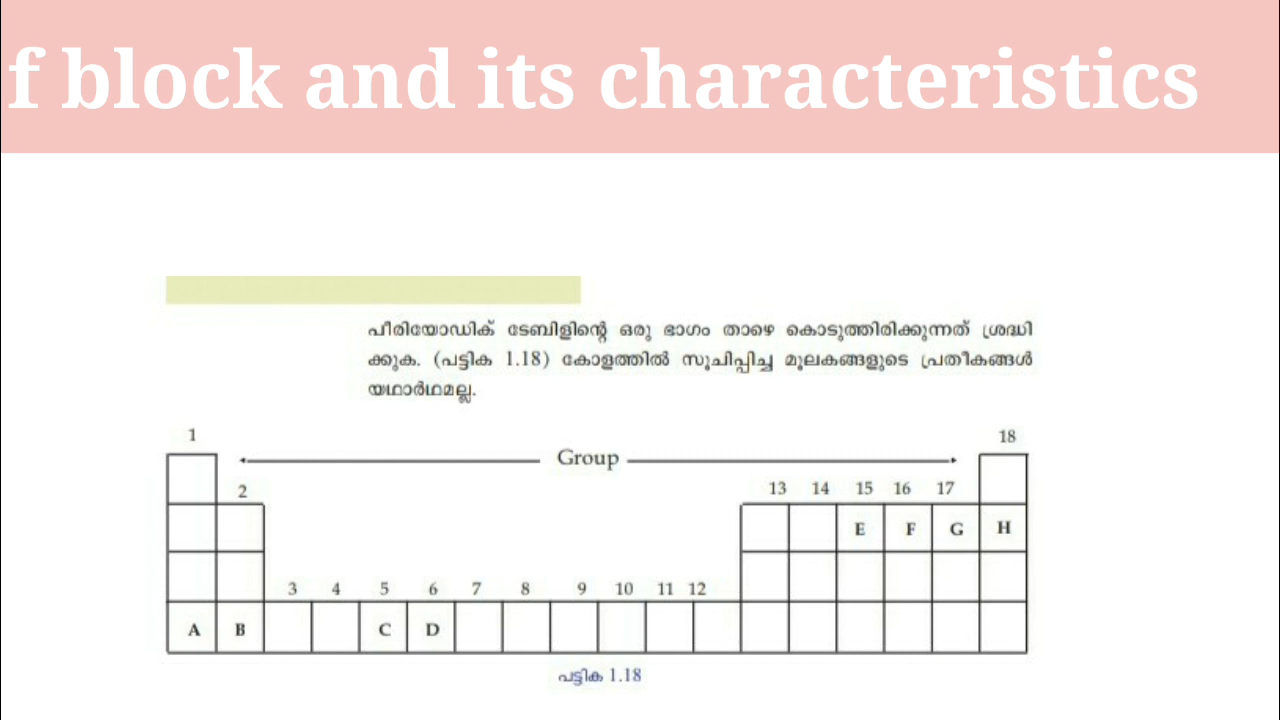 f block and its characteristics
പീരിയോഡിക് ടേബിളിന്റെ ഒരു ഭാഗം താഴെ കൊടുത്തിരിക്കുന്നത് ശ്രദ്ധി
ക്കുക. (പട്ടിക 1.18) കോളത്തിൽ സൂചിപ്പിച്ച മൂലകങ്ങളുടെ പ്രതീകങ്ങൾ
യഥാർഥമല്ല.
1 18
Group
2 13 14 15 16 17
E F G H
3 4 5 6 7 8 9 10 11 12
A B C D
പട്ടിക 1.18